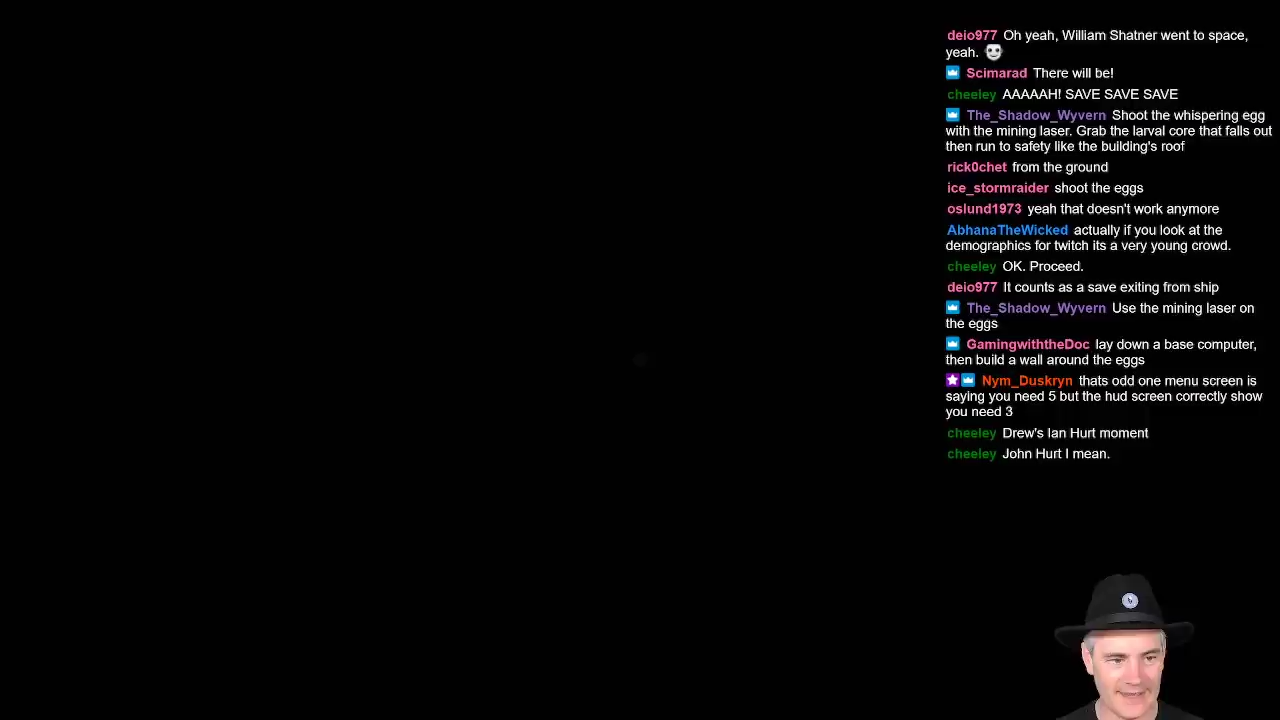 deio977 Oh yeah, William Shatner went to space,
yeah.
Scimarad There will be!
cheeley AAAAAH! SAVE SAVE SAVE
The_Shadow_Wyvern Shoot the whispering egg
with the mining laser. Grab the larval core that falls out
then run to safety like the building's roof
rick0chet from the ground
ice_stormraider shoot the eggs
oslund1973 yeah that doesn't work anymore
AbhanaTheWicked actually if you look at the
demographics for twitch its a very young crowd.
cheeley OK. Proceed.
deio977 It counts as a save exiting from ship
The_Shadow_Wyvern Use the mining laser on
the eggs
GamingwiththeDoc lay down a base computer,
then build a wall around the eggs
Nym_Duskryn thats odd one menu screen is
saying you need 5 but the hud screen correctly show
you need 3
cheeley Drew's Ian Hurt moment
cheeley John Hurt I mean.